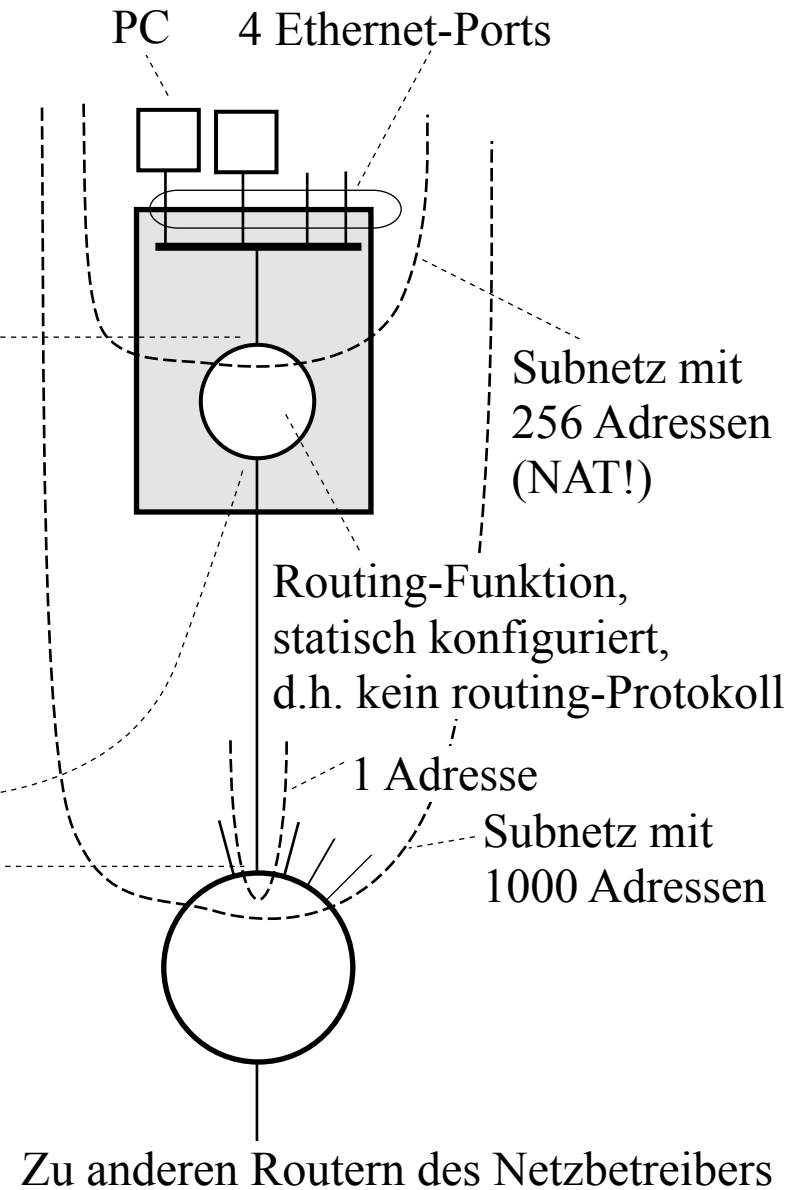 PC
4 Ethernet-Ports
Subnetz mit
256 Adressen
(NAT!)
Routing-Funktion,
statisch konfiguriert,
d.h. kein routing-Protokoll
1 Adresse
Subnetz mit
1000 Adressen
Zu anderen Routern des Netzbetreibers